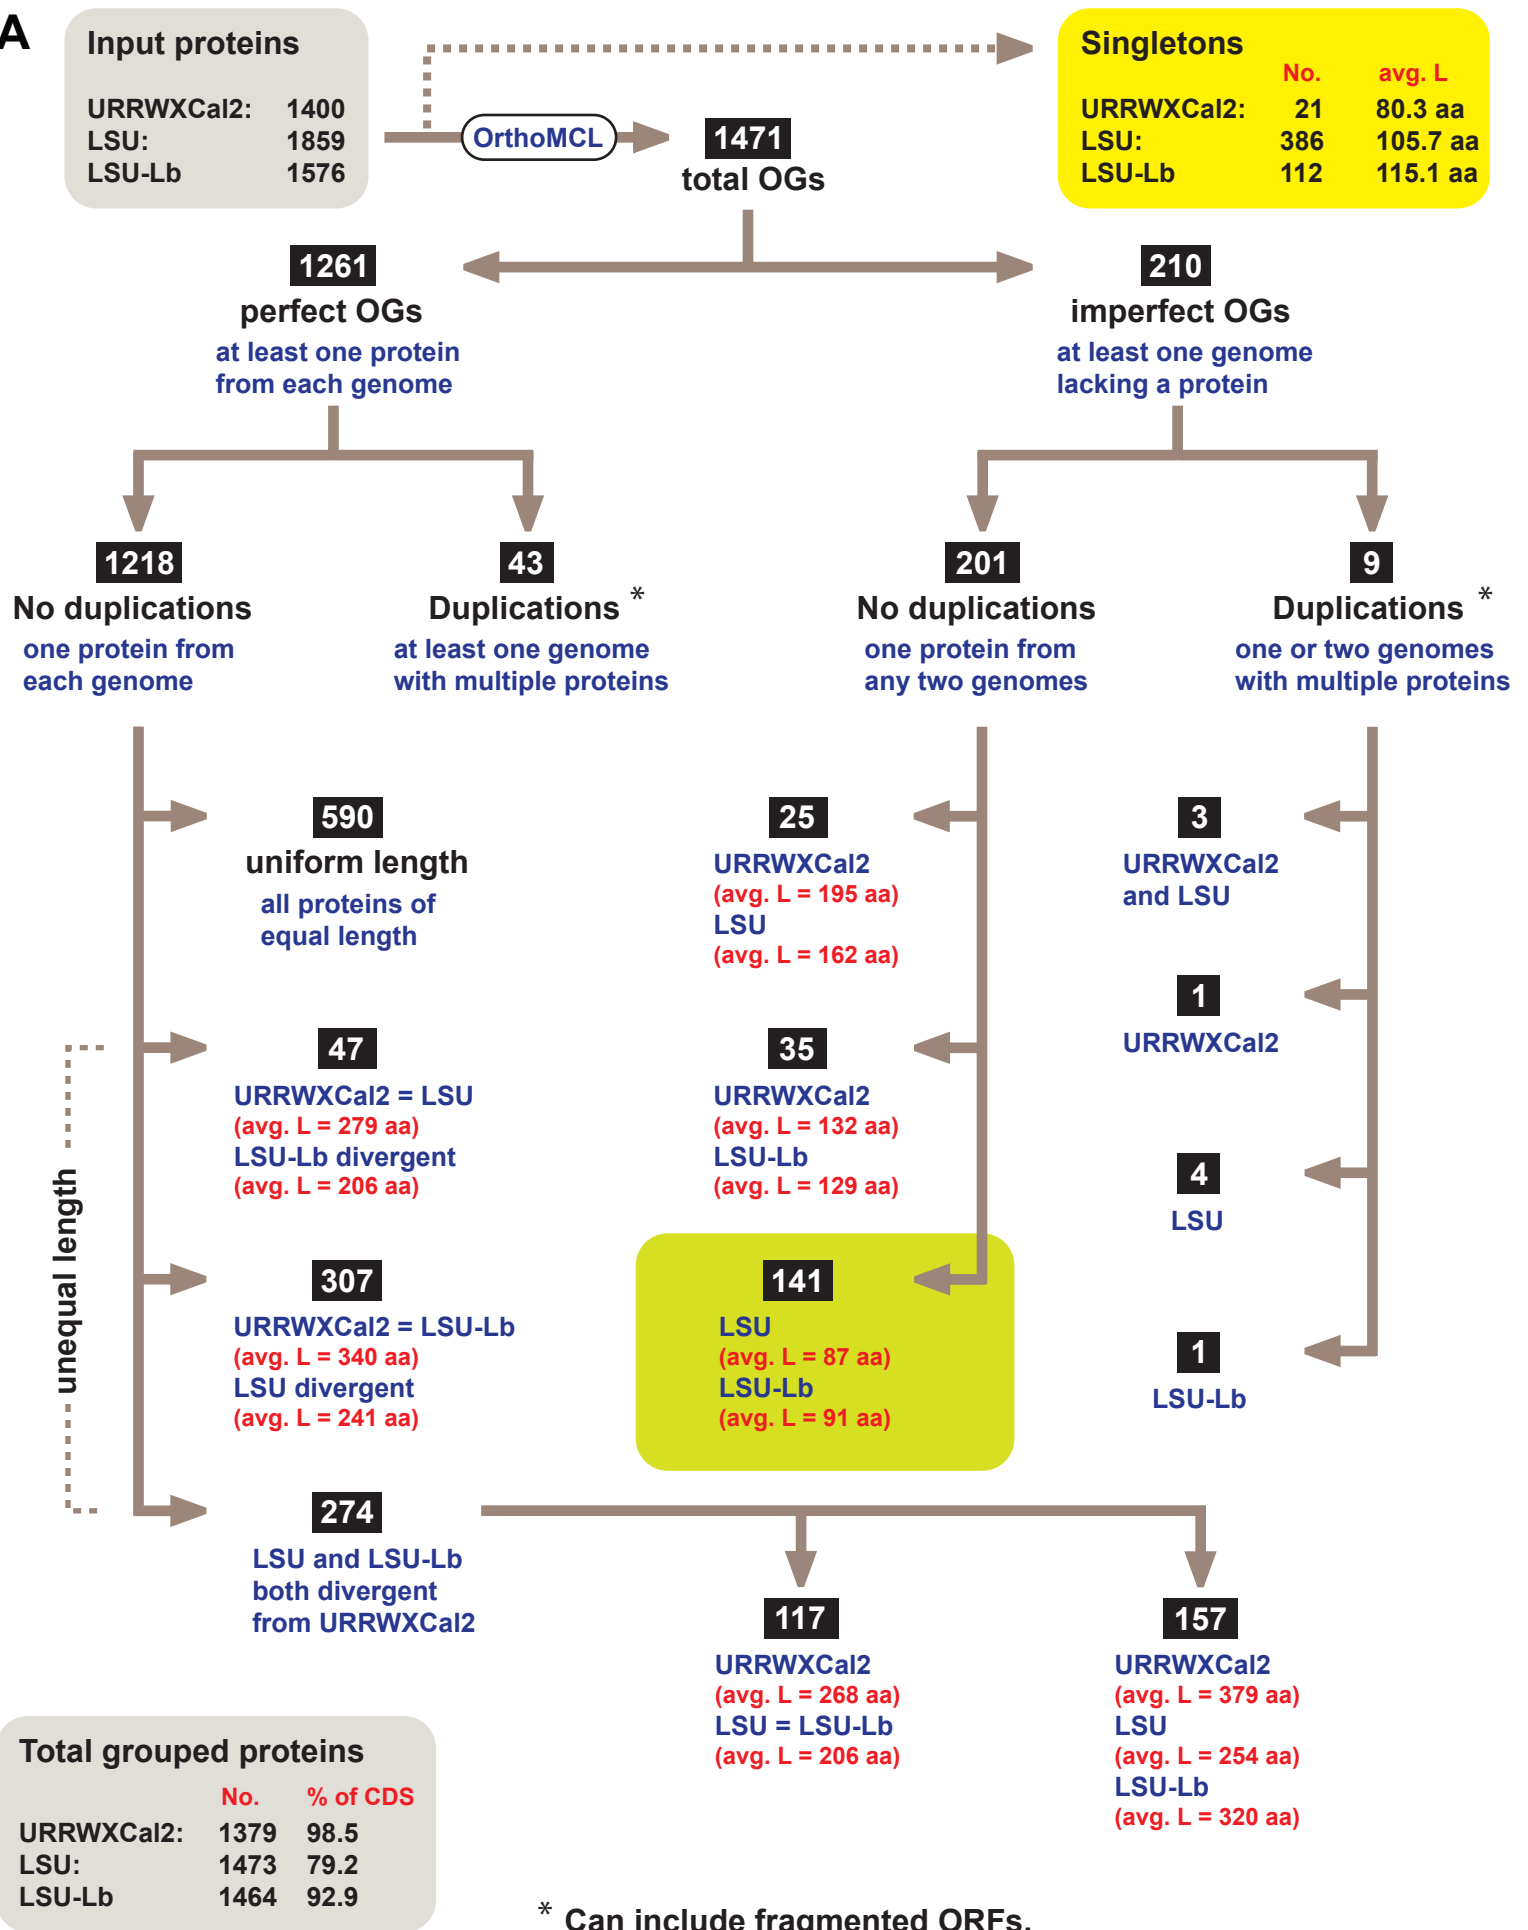 A
Input proteins
URRWXCal2: 1400
LSU: 1859
LSU-Lb 1576
OrthoMCL
1471
total OGs
Singletons
No. avg. L
URRWXCal2: 21 80.3 aa
LSU: 386 105.7 aa
LSU-Lb 112 115.1 aa
1261
perfect OGs
at least one protein
from each genome
210
imperfect OGs
at least one genome
lacking a protein
1218
No duplications
one protein from
each genome
43
Duplications *
at least one genome
with multiple proteins
201
No duplications
one protein from
any two genomes
9
Duplications *
one or two genomes
with multiple proteins
590
uniform length
all proteins of
equal length
unequal length
47
URRWXCal2 = LSU
(avg. L = 279 aa)
LSU-Lb divergent
(avg. L = 206 aa)
307
URRWXCal2 = LSU-Lb
(avg. L = 340 aa)
LSU divergent
(avg. L = 241 aa)
274
LSU and LSU-Lb
both divergent
from URRWXCal2
25
URRWXCal2
(avg. L = 195 aa)
LSU
(avg. L = 162 aa)
35
URRWXCal2
(avg. L = 132 aa)
LSU-Lb
(avg. L = 129 aa)
141
LSU
(avg. L = 87 aa)
LSU-Lb
(avg. L = 91 aa)
3
URRWXCal2
and LSU
1
URRWXCal2
4
LSU
1
LSU-Lb
117
URRWXCal2
(avg. L = 268 aa)
LSU = LSU-Lb
(avg. L = 206 aa)
157
URRWXCal2
(avg. L = 379 aa)
LSU
(avg. L = 254 aa)
LSU-Lb
(avg. L = 320 aa)
Total grouped proteins
No. % of CDS
URRWXCal2: 1379 98.5
LSU: 1473 79.2
LSU-Lb 1464 92.9
* Can include fragmented ORFs.